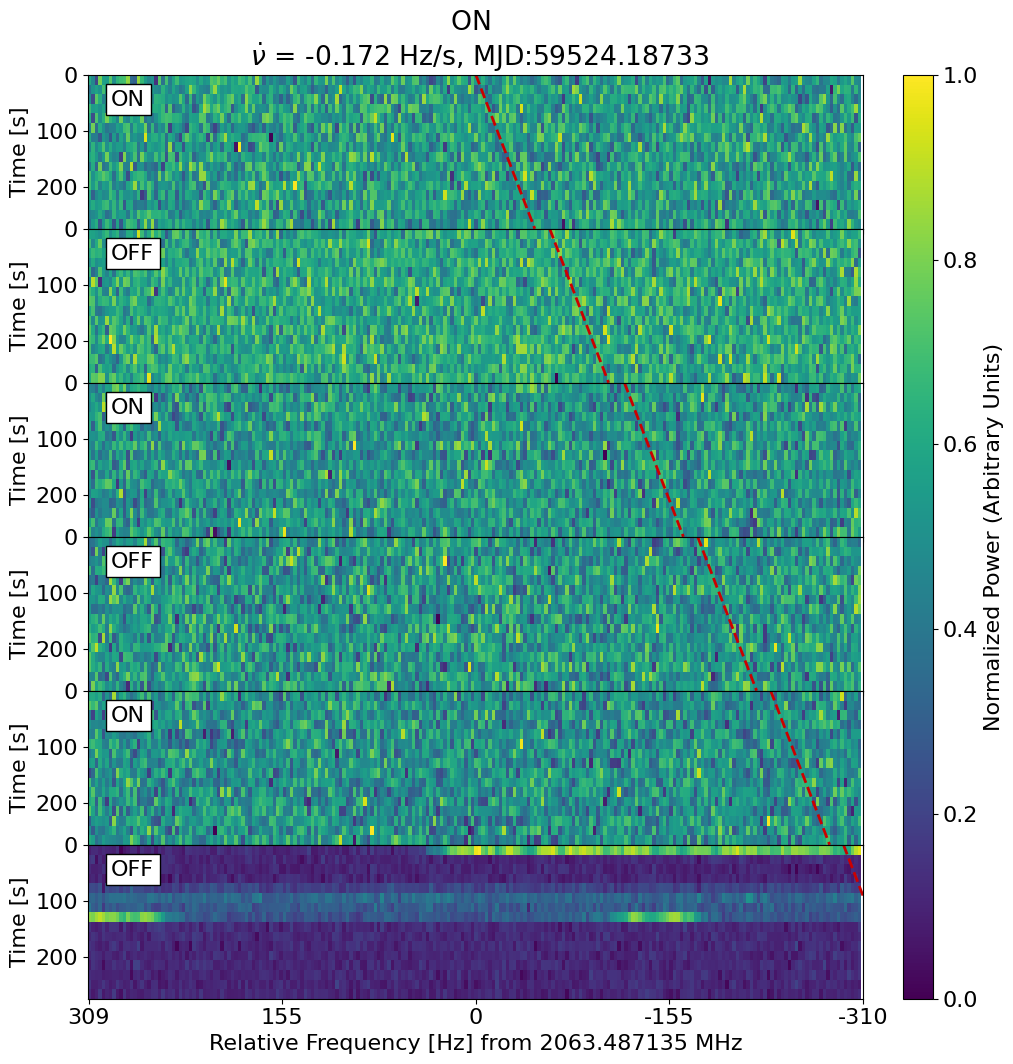 ON
ν̇ = -0.172 Hz/s, MJD:59524.18733
0
100
200
Time [s]
ON
0
100
200
Time [s]
OFF
0
100
200
Time [s]
ON
0
100
200
Time [s]
OFF
0
100
200
Time [s]
ON
0
100
200
Time [s]
OFF
309 155 0 -155 -310
Relative Frequency [Hz] from 2063.487135 MHz
1.0
0.8
0.6
0.4
0.2
0.0
Normalized Power (Arbitrary Units)